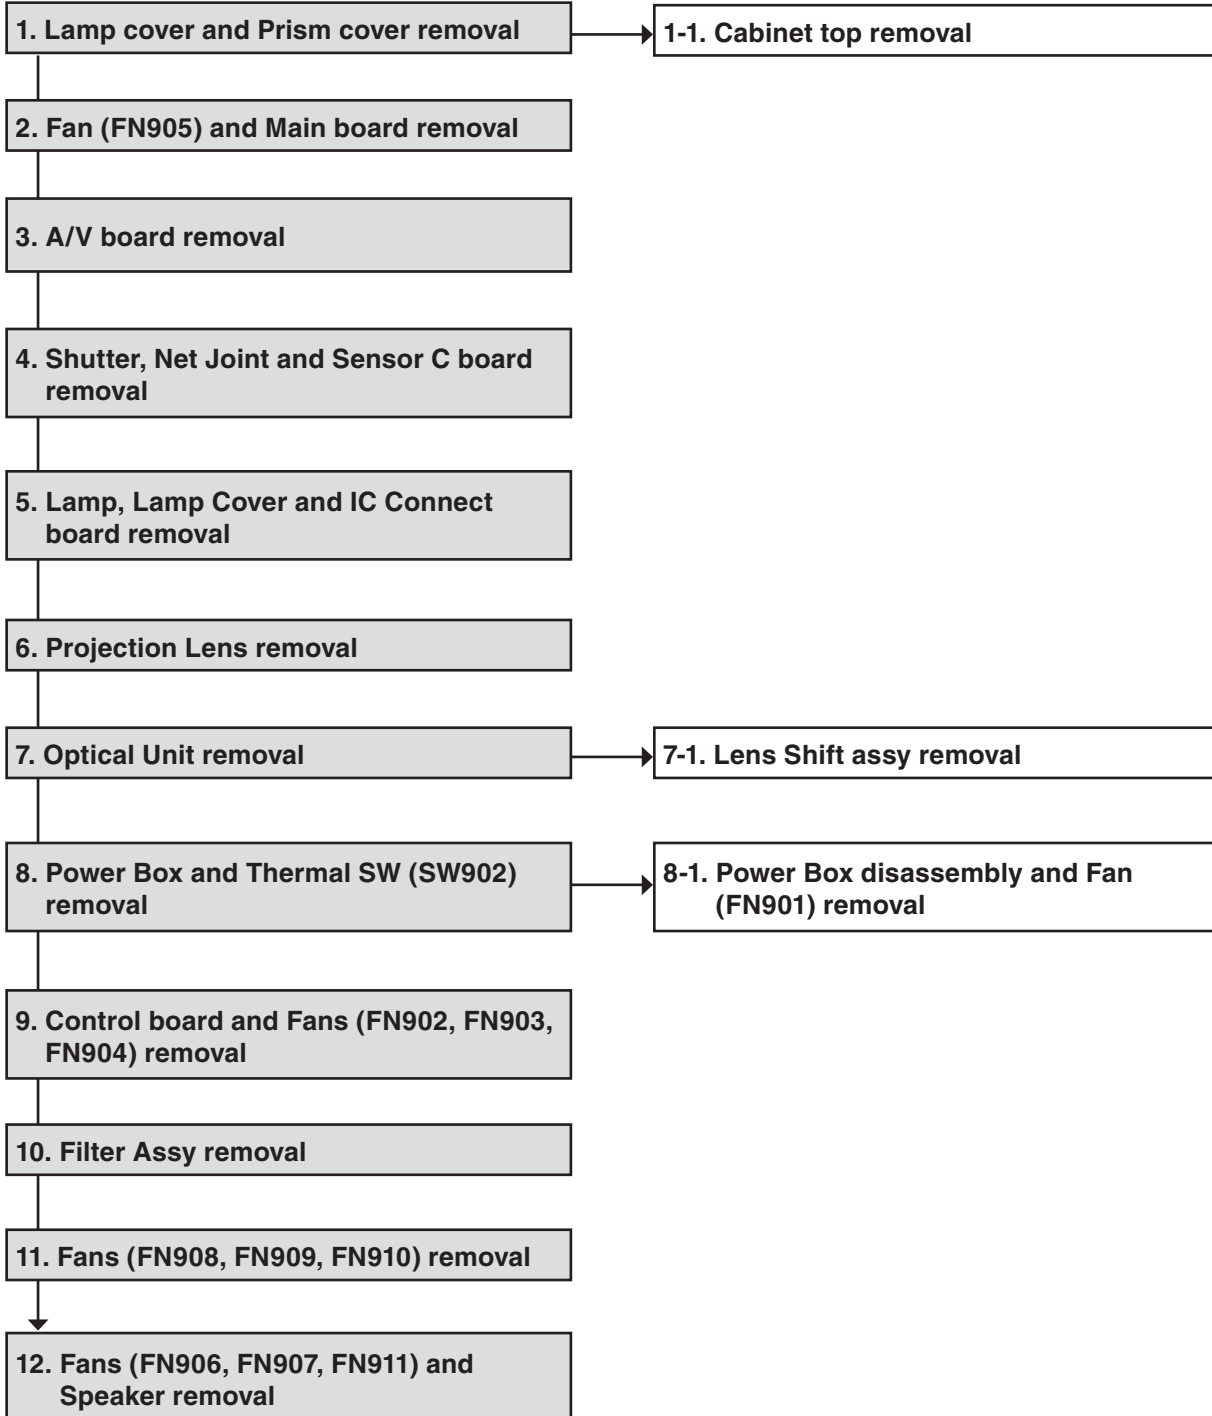 1. Lamp cover and Prism cover removal
1-1. Cabinet top removal
2. Fan (FN905) and Main board removal
3. A/V board removal
4. Shutter, Net Joint and Sensor C board
removal
5. Lamp, Lamp Cover and IC Connect
board removal
6. Projection Lens removal
7. Optical Unit removal
7-1. Lens Shift assy removal
8. Power Box and Thermal SW (SW902)
removal
8-1. Power Box disassembly and Fan
(FN901) removal
9. Control board and Fans (FN902, FN903,
FN904) removal
10. Filter Assy removal
11. Fans (FN908, FN909, FN910) removal
12. Fans (FN906, FN907, FN911) and
Speaker removal